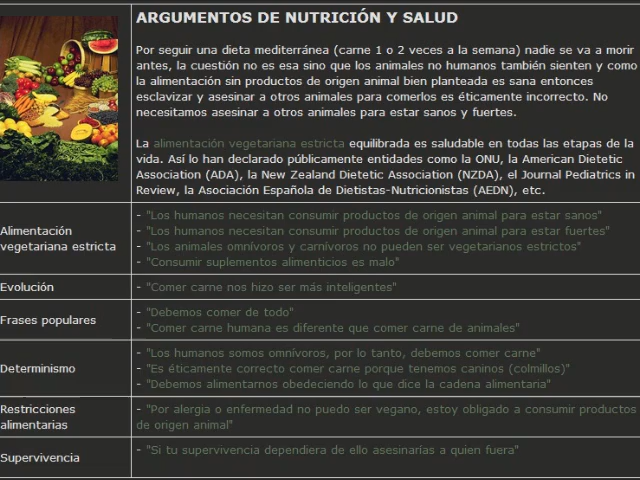 ARGUMENTOS DE NUTRICIÓN Y SALUD
Por seguir una dieta mediterránea (carne 1 o 2 veces a la semana) nadie se va a morir
antes, la cuestión no es esa sino que los animales no humanos también sienten y como
la alimentación sin productos de origen animal bien planteada es sana entonces
esclavizar y asesinar a otros animales para comerlos es éticamente incorrecto. No
necesitamos asesinar a otros animales para estar sanos y fuertes.
La alimentación vegetariana estricta equilibrada es saludable en todas las etapas de la
vida. Así lo han declarado públicamente entidades como la ONU, la American Dietetic
Association (ADA), la New Zealand Dietetic Association (NZDA), el Journal Pediatrics in
Review, la Asociación Española de Dietistas-Nutricionistas (AEDN), etc.
Alimentación
vegetariana estricta
- "Los humanos necesitan consumir productos de origen animal para estar sanos"
- "Los humanos necesitan consumir productos de origen animal para estar fuertes"
- "Los animales omnívoros y carnívoros no pueden ser vegetarianos estrictos"
- "Consumir suplementos alimenticios es malo"
Evolución
- "Comer carne nos hizo ser más inteligentes"
Frases populares
- "Debemos comer de todo"
- "Comer carne humana es diferente que comer carne de animales"
Determinismo
- "Los humanos somos omnívoros, por lo tanto, debemos comer carne"
- "Es éticamente correcto comer carne porque tenemos caninos (colmillos)"
- "Debemos alimentarnos obedeciendo lo que dice la cadena alimentaria"
Restricciones
alimentarias
- "Por alergia o enfermedad no puedo ser vegano, estoy obligado a consumir productos
de origen animal"
Supervivencia
- "Si tu supervivencia dependiera de ello asesinarías a quien fuera"